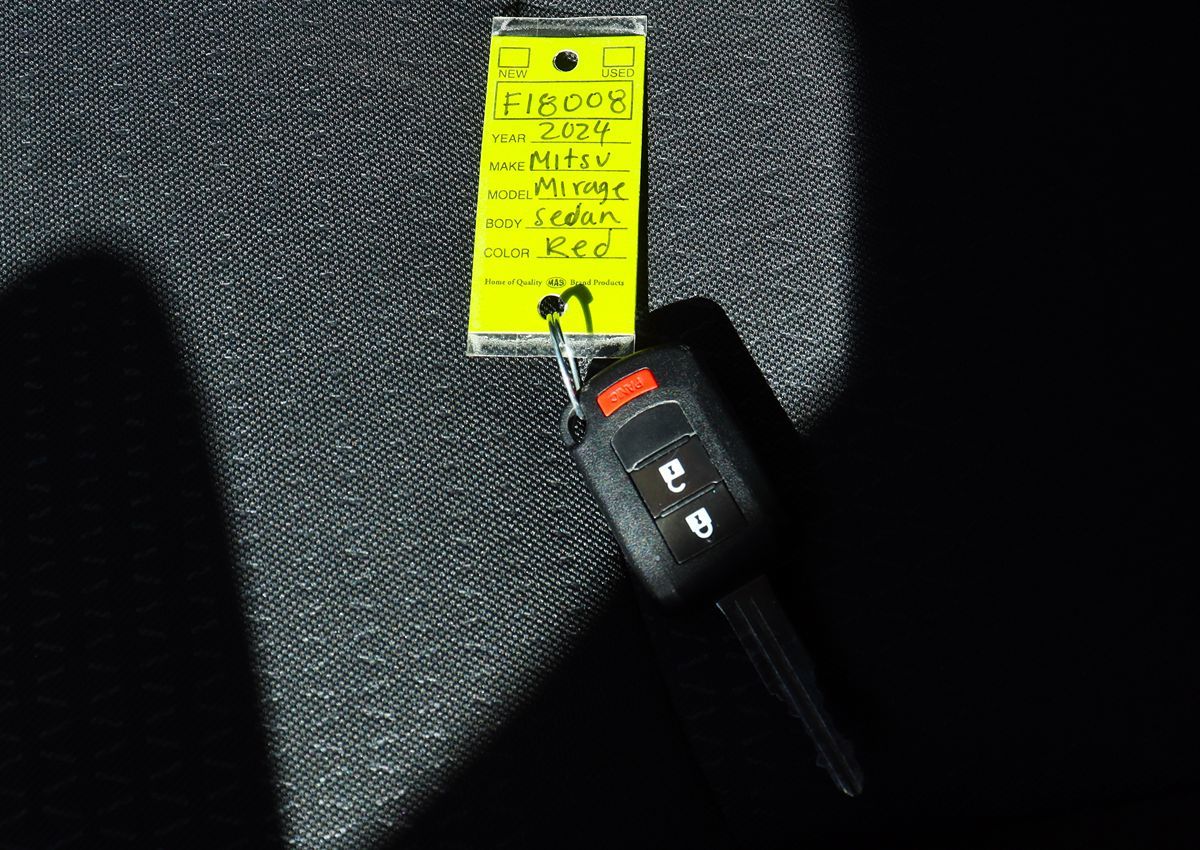 NEW USED
F18008
YEAR 2024
MAKE Mitsu
MODEL Mirage
BODY Sedan
COLOR Red
Home of Quality MAS Brand Products
PANIC